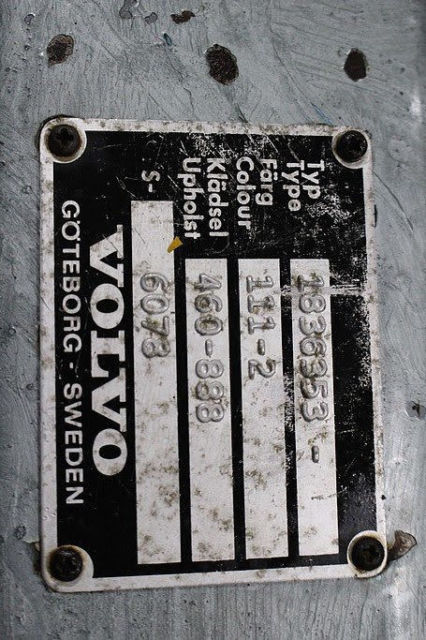 Typ
Type 1836353 -
Färg
Colour 111-2
Klädsel
Upholst 460-888
S- 6073
VOLVO
GÖTEBORG · SWEDEN